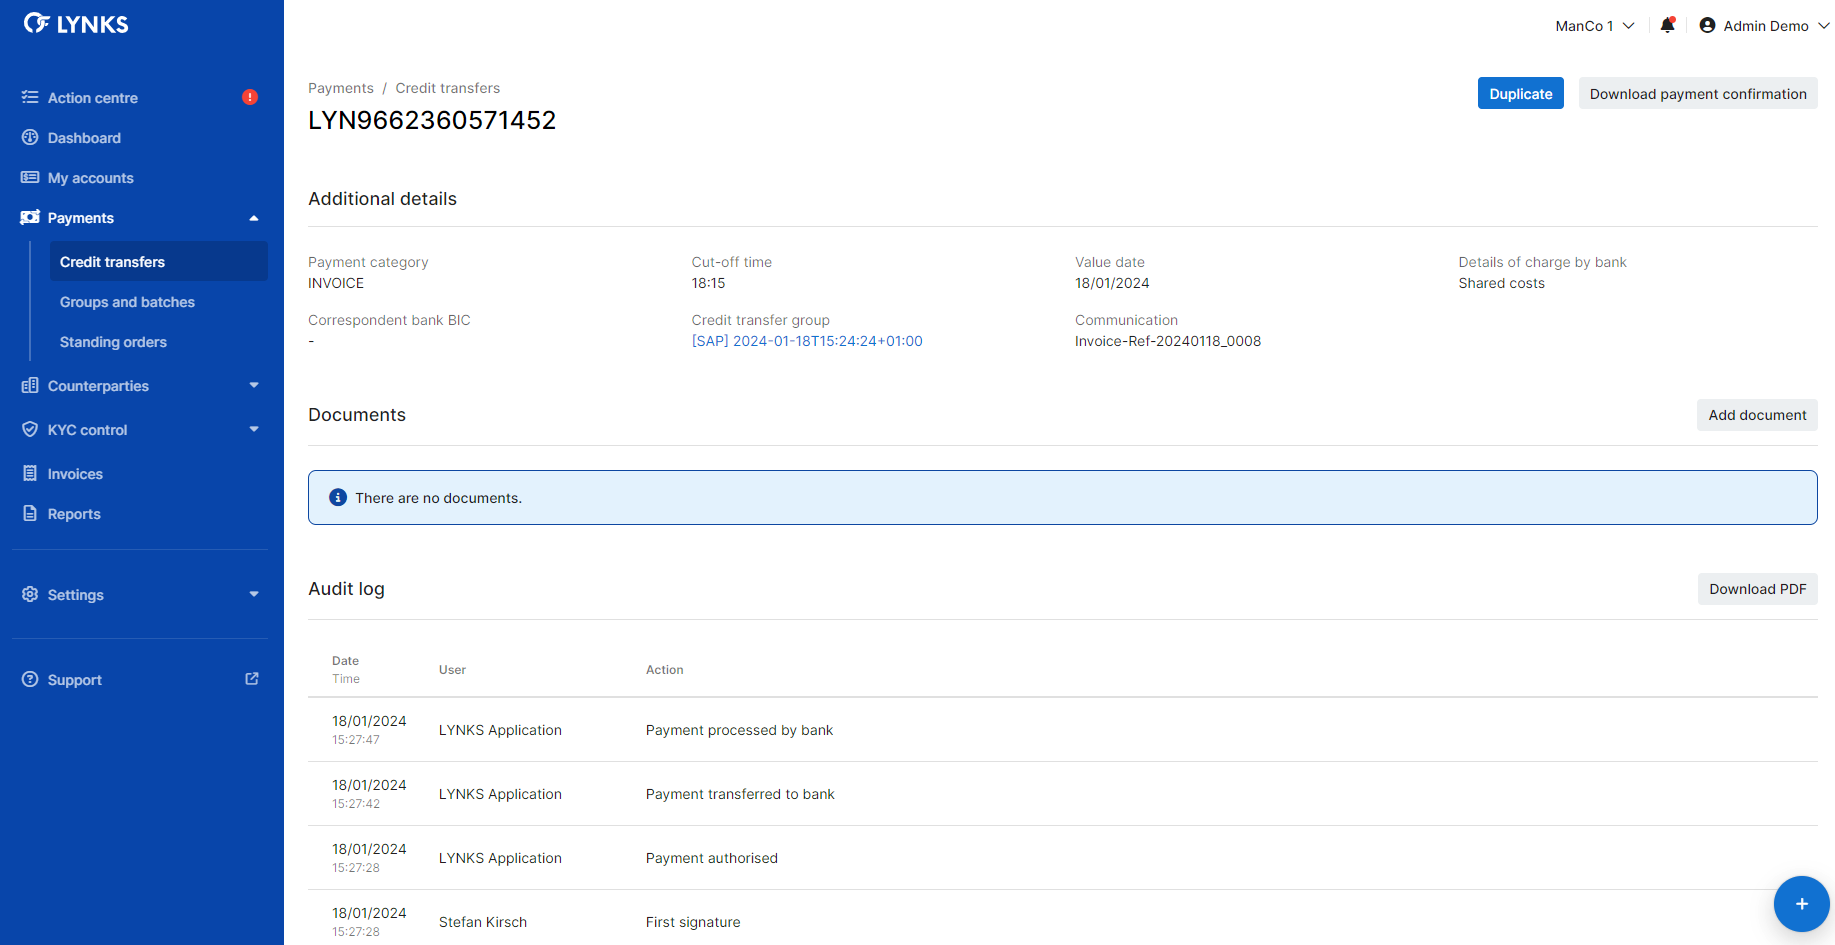 LYNKS
ManCo 1
Admin Demo
Action centre
Dashboard
My accounts
Payments
Credit transfers
Groups and batches
Standing orders
Counterparties
KYC control
Invoices
Reports
Settings
Support
Payments / Credit transfers
LYN9662360571452
Duplicate
Download payment confirmation
Additional details
Payment category
INVOICE
Cut-off time
18:15
Value date
18/01/2024
Details of charge by bank
Shared costs
Correspondent bank BIC
-
Credit transfer group
[SAP] 2024-01-18T15:24:24+01:00
Communication
Invoice-Ref-20240118_0008
Documents
Add document
There are no documents.
Audit log
Download PDF
Date
Time
User
Action
18/01/2024
15:27:47
LYNKS Application
Payment processed by bank
18/01/2024
15:27:42
LYNKS Application
Payment transferred to bank
18/01/2024
15:27:28
LYNKS Application
Payment authorised
18/01/2024
15:27:28
Stefan Kirsch
First signature